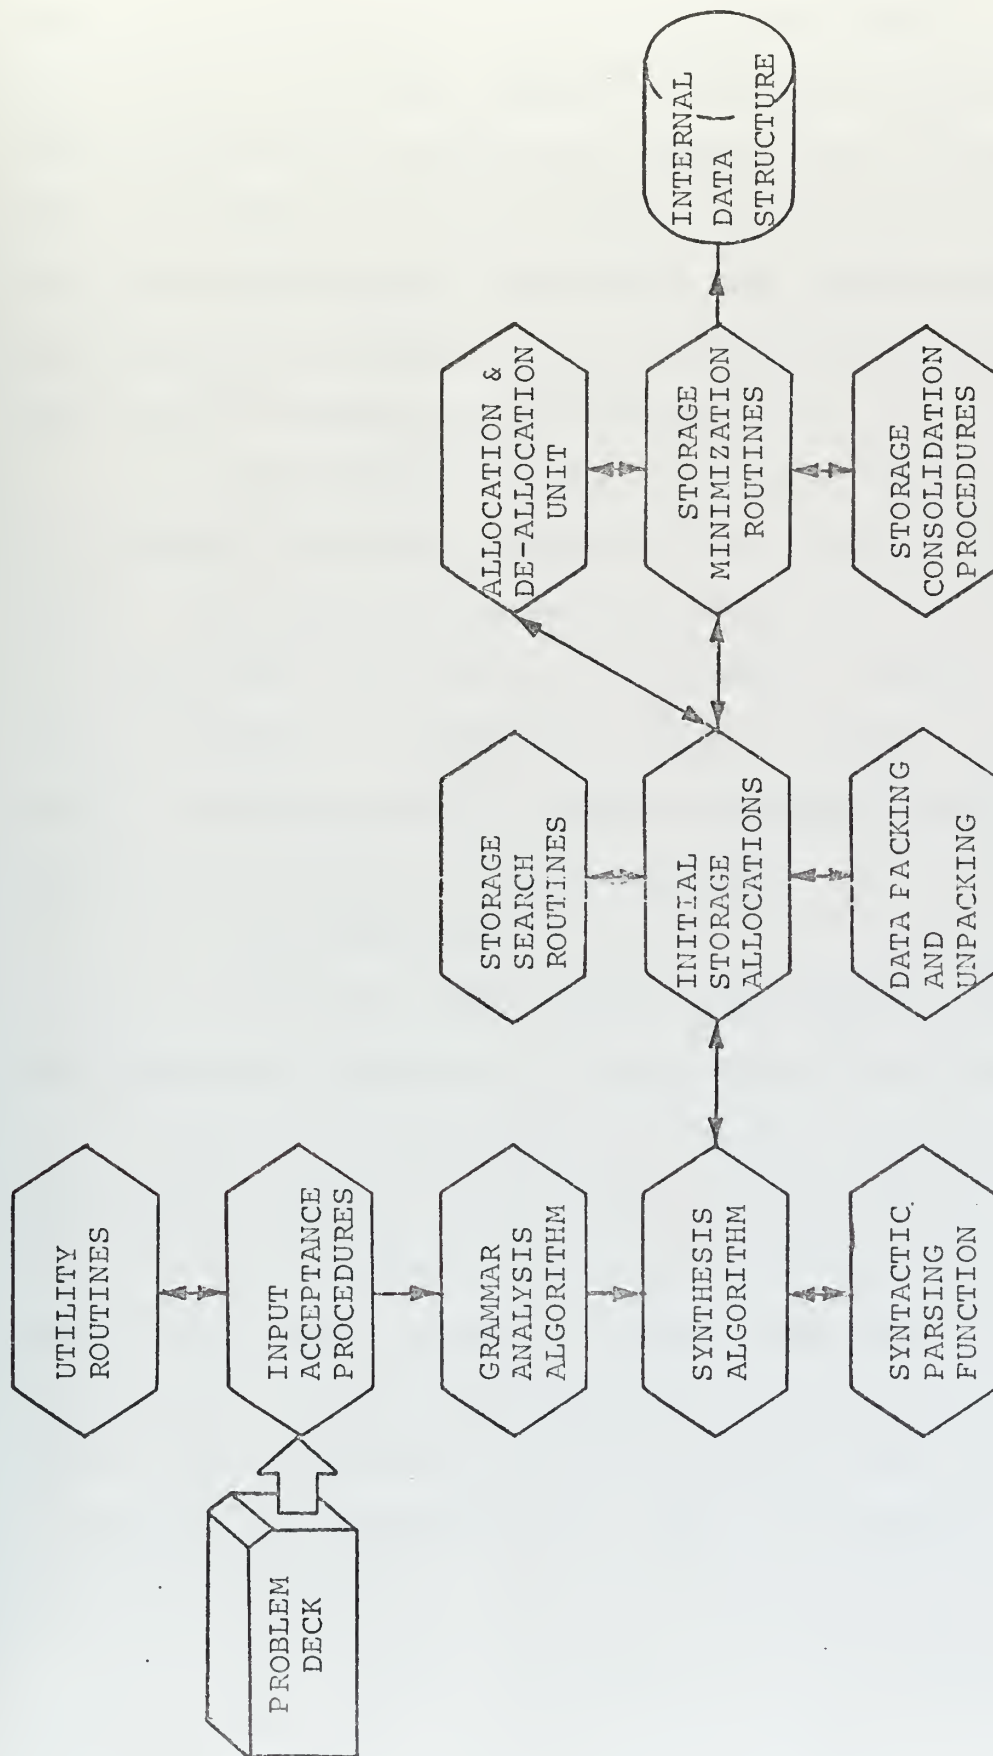 UTILITY
ROUTINES
PROBLEM
DECK
INPUT
ACCEPTANCE
PROCEDURES
GRAMMAR
ANALYSIS
ALGORITHM
SYNTHESIS
ALGORITHM
SYNTACTIC
PARSING
FUNCTION
STORAGE
SEARCH
ROUTINES
INITIAL
STORAGE
ALLOCATIONS
DATA PACKING
AND
UNPACKING
ALLOCATION &
DE-ALLOCATION
UNIT
STORAGE
MINIMIZATION
ROUTINES
STORAGE
CONSOLIDATION
PROCEDURES
INTERNAL
DATA
STRUCTURE